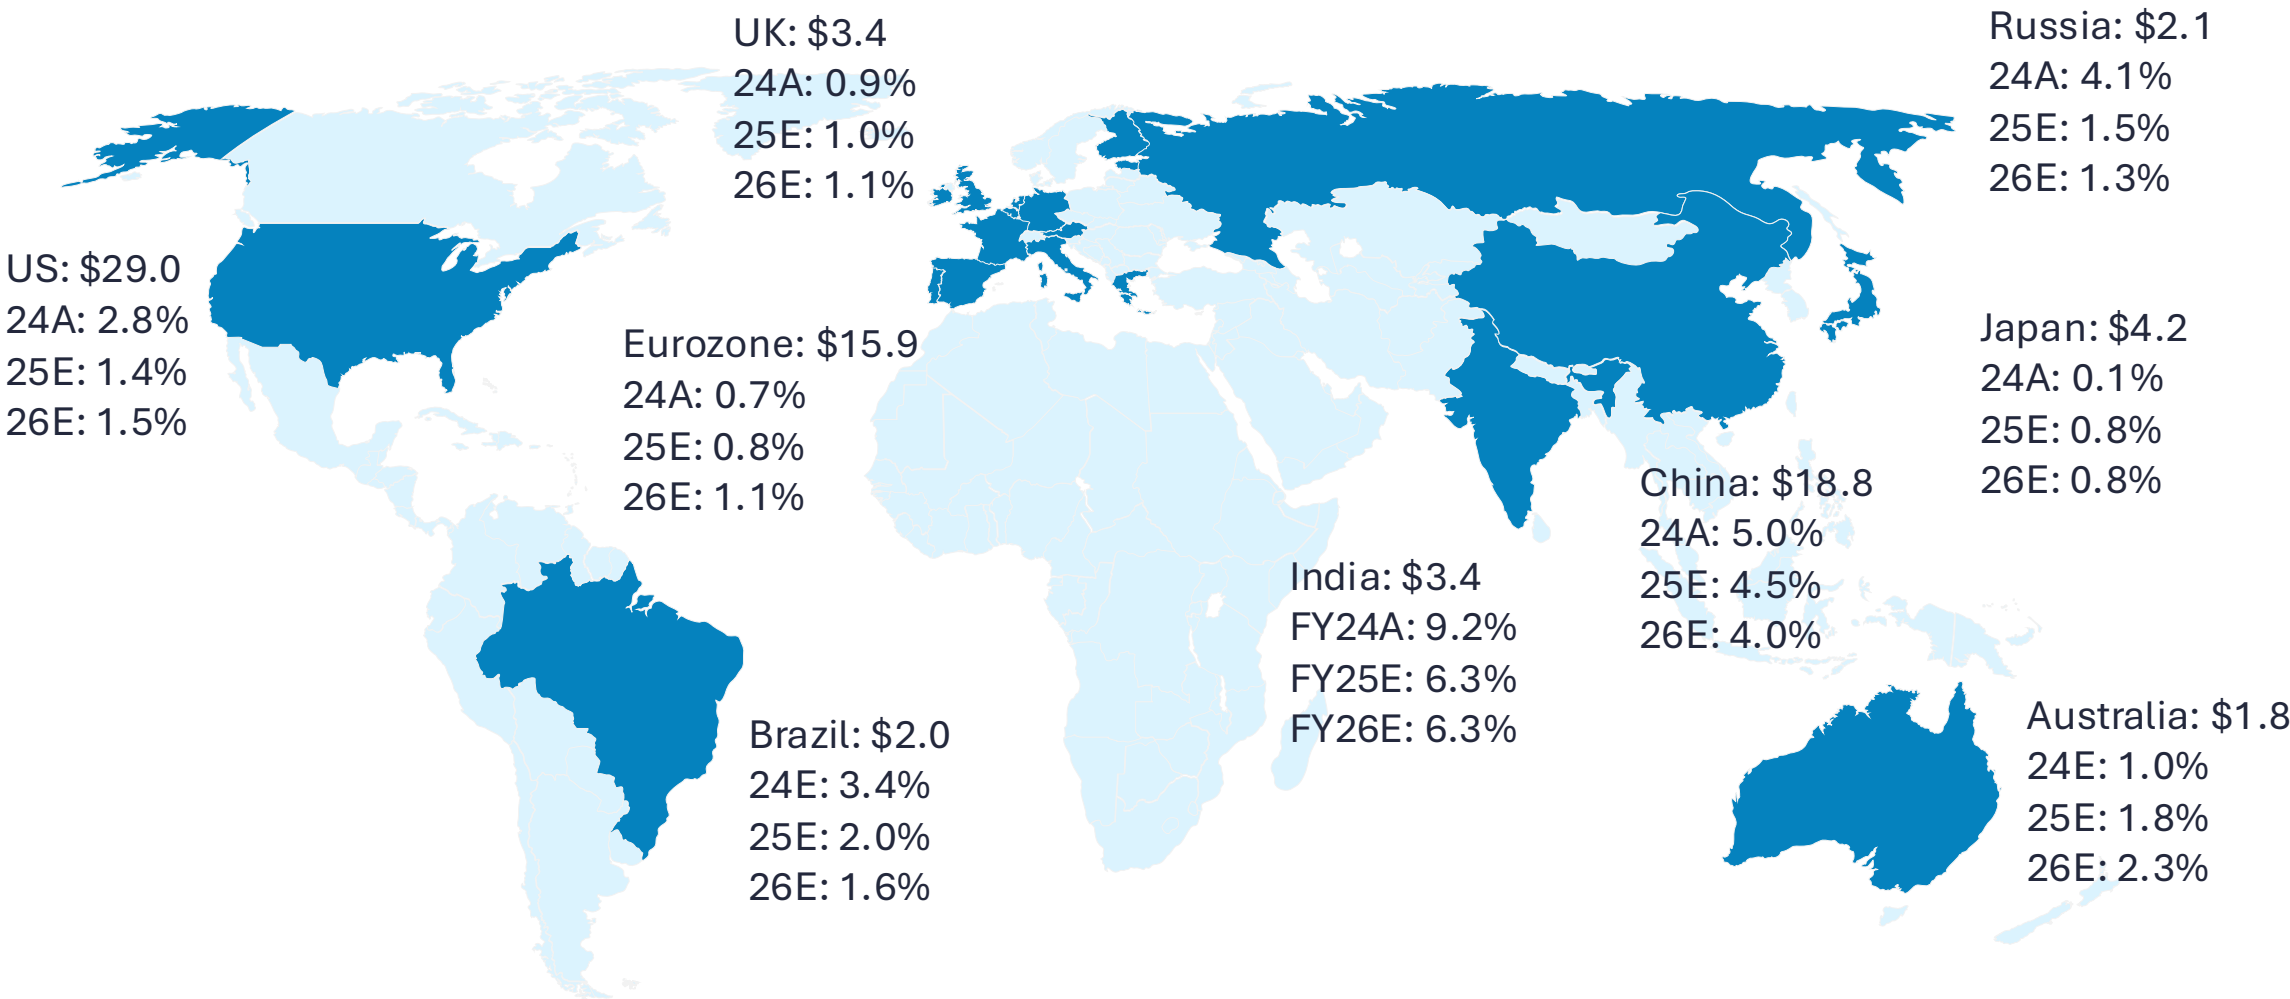 UK: $3.4
24A: 0.9%
25E: 1.0%
26E: 1.1%
Russia: $2.1
24A: 4.1%
25E: 1.5%
26E: 1.3%
US: $29.0
24A: 2.8%
25E: 1.4%
26E: 1.5%
Eurozone: $15.9
24A: 0.7%
25E: 0.8%
26E: 1.1%
Japan: $4.2
24A: 0.1%
25E: 0.8%
26E: 0.8%
China: $18.8
24A: 5.0%
25E: 4.5%
26E: 4.0%
India: $3.4
FY24A: 9.2%
FY25E: 6.3%
FY26E: 6.3%
Brazil: $2.0
24E: 3.4%
25E: 2.0%
26E: 1.6%
Australia: $1.8
24E: 1.0%
25E: 1.8%
26E: 2.3%